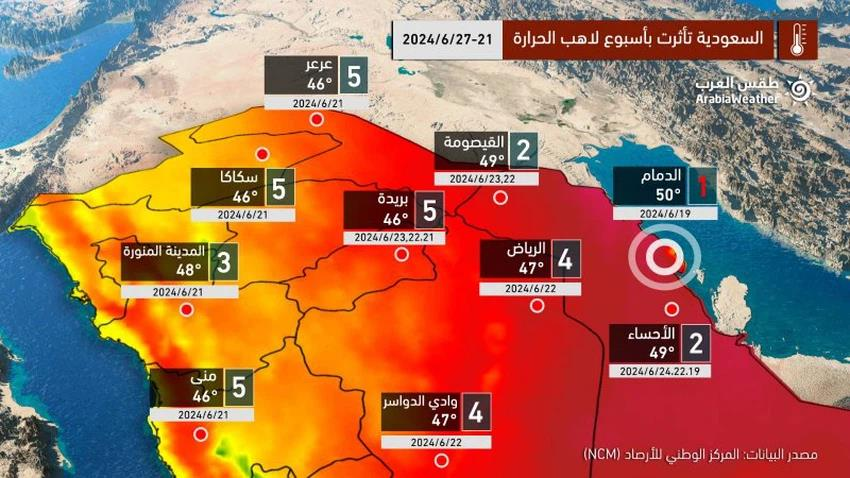 السعودية تأثرت بأسبوع لاهب الحرارة
2024/6/27-21
طقس العرب
ArabiaWeather
عرعر
46°
5
2024/6/21
القيصومة
49°
2
2024/6/23,22
الدمام
50°
1
2024/6/19
سكاكا
46°
5
2024/6/21
بريدة
46°
5
2024/6/23,22,21
المدينة المنورة
48°
3
2024/6/21
الرياض
47°
4
2024/6/22
الأحساء
49°
2
2024/6/24,22,19
منى
46°
5
2024/6/21
وادي الدواسر
47°
4
2024/6/22
مصدر البيانات: المركز الوطني للأرصاد (NCM)